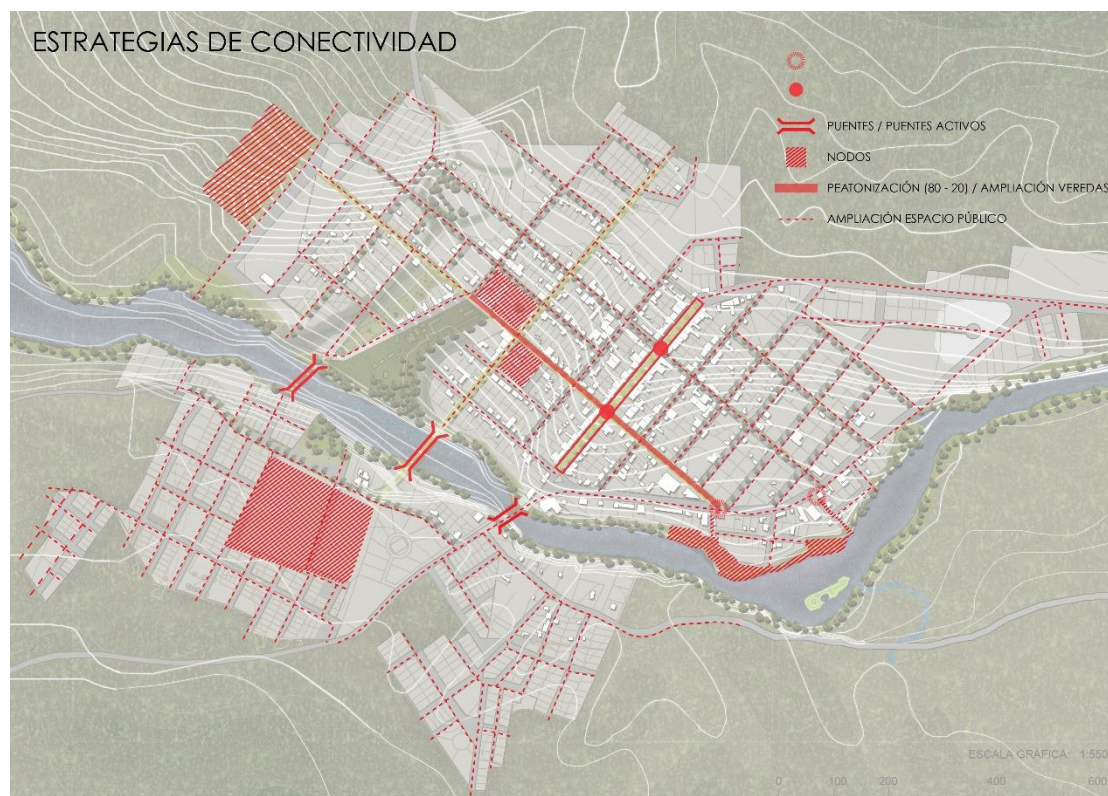 ESTRATEGIAS DE CONECTIVIDAD
PUENTES / PUENTES ACTIVOS
NODOS
PEATONIZACIÓN (80 - 20) / AMPLIACIÓN VEREDAS
AMPLIACIÓN ESPACIO PÚBLICO
ESCALA GRÁFICA: 1:550
0 100 200 400 600